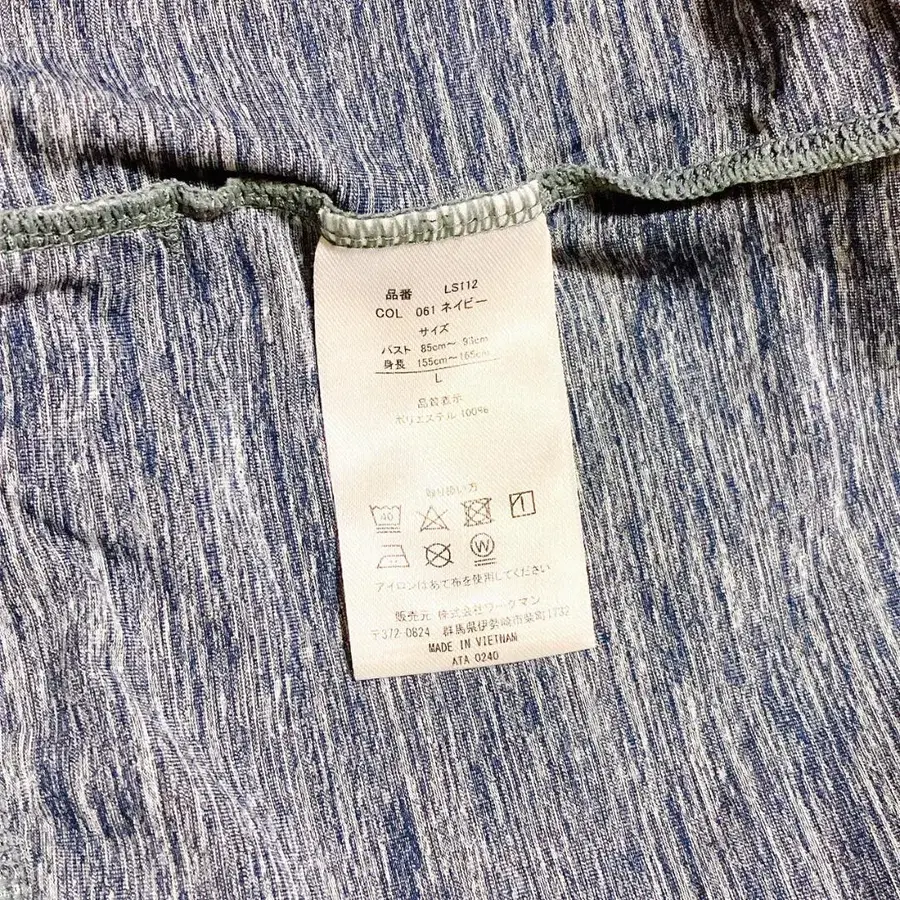 品番 LS112
COL 061 ネイビー
サイズ
バスト 85cm～ 93cm
身長 155cm～165cm
L
品質表示
ポリエステル 100%
取り扱い方
40
W
アイロンはあて布を使用してください
販売元 株式会社ワークマン
〒372-0824 群馬県伊勢崎市柴町1732
MADE IN VIETNAM
ATA 0240